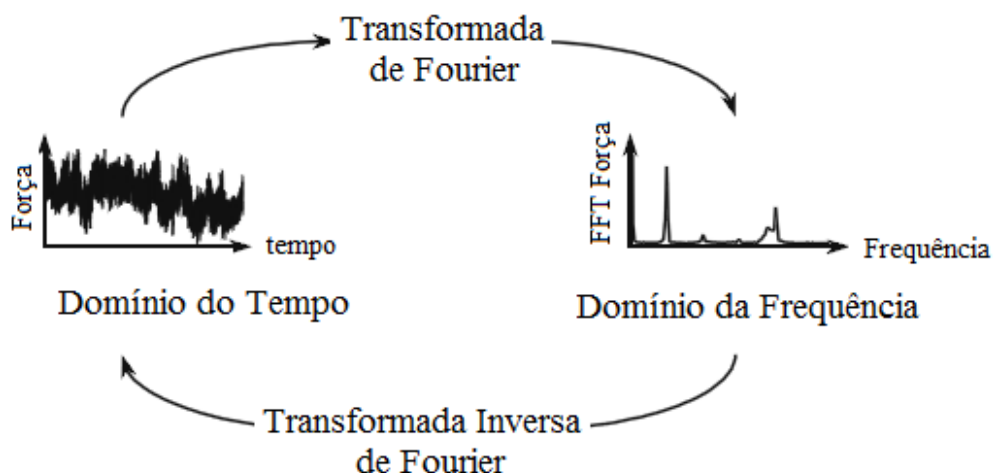 Transformada
de Fourier
Força
tempo
Domínio do Tempo
FFT Força
Frequência
Domínio da Frequência
Transformada Inversa
de Fourier